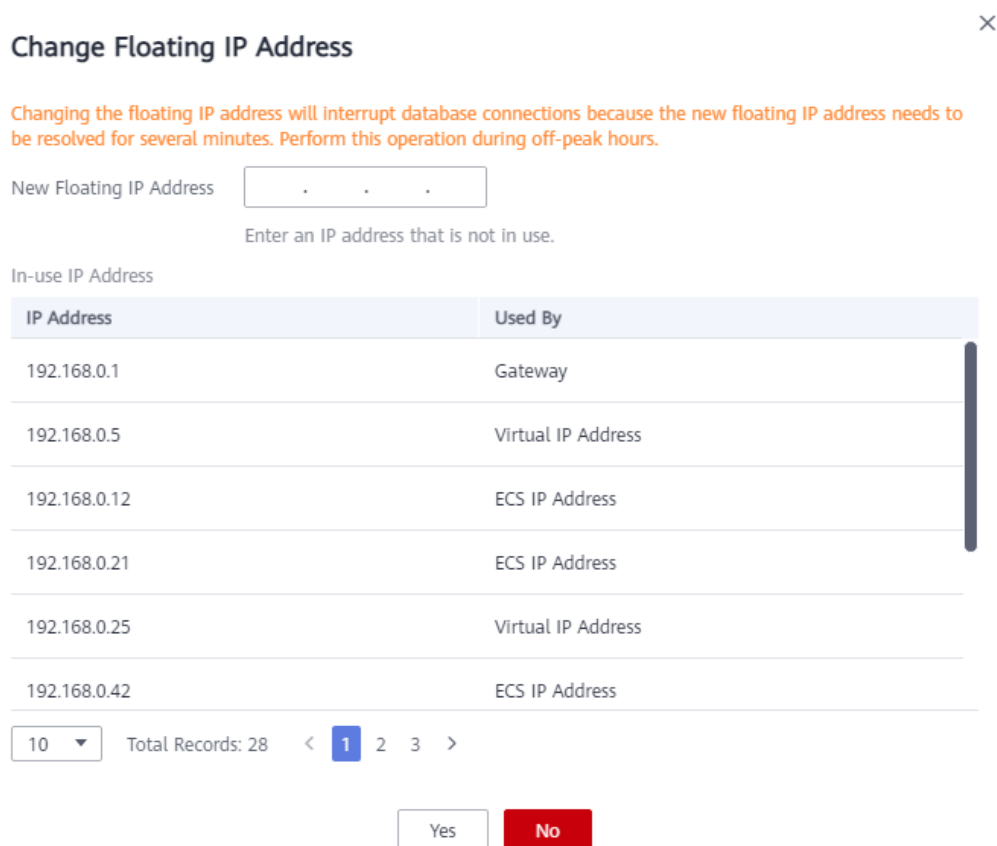 Change Floating IP Address
Changing the floating IP address will interrupt database connections because the new floating IP address needs to
be resolved for several minutes. Perform this operation during off-peak hours.
New Floating IP Address . . .
Enter an IP address that is not in use.
In-use IP Address
IP Address Used By
192.168.0.1 Gateway
192.168.0.5 Virtual IP Address
192.168.0.12 ECS IP Address
192.168.0.21 ECS IP Address
192.168.0.25 Virtual IP Address
192.168.0.42 ECS IP Address
10 Total Records: 28 < 1 2 3 >
Yes No